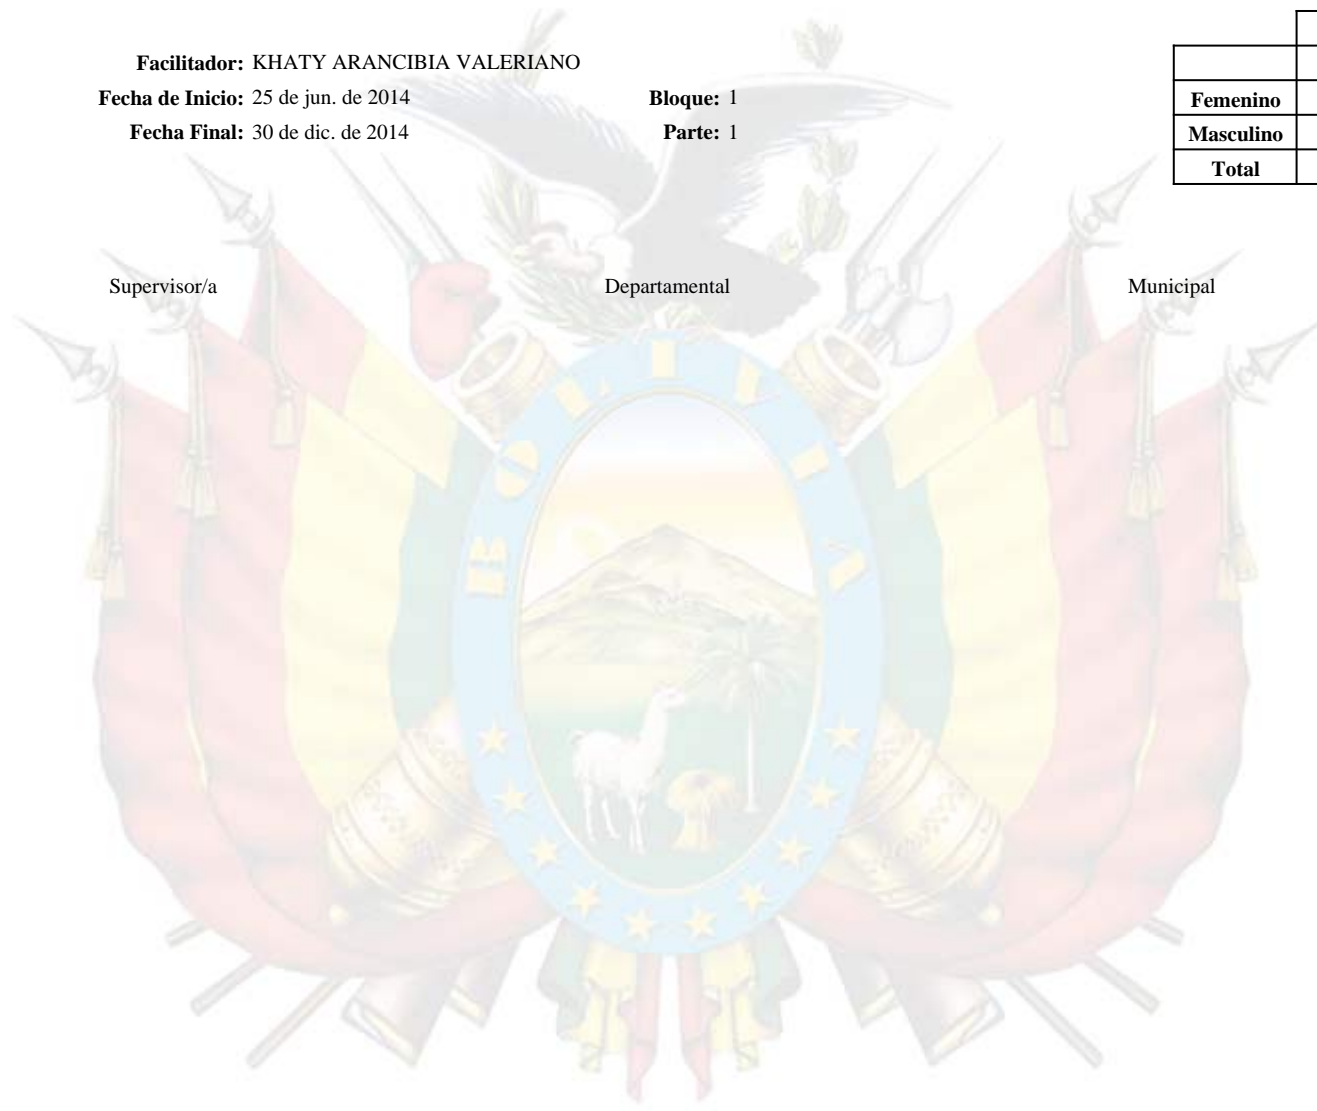 Facilitador: KHATY ARANCIBIA VALERIANO
Fecha de Inicio: 25 de jun. de 2014 Bloque: 1
Femenino
Fecha Final: 30 de dic. de 2014 Parte: 1
Masculino
Total
Supervisor/a Departamental Municipal
BOLIVIA